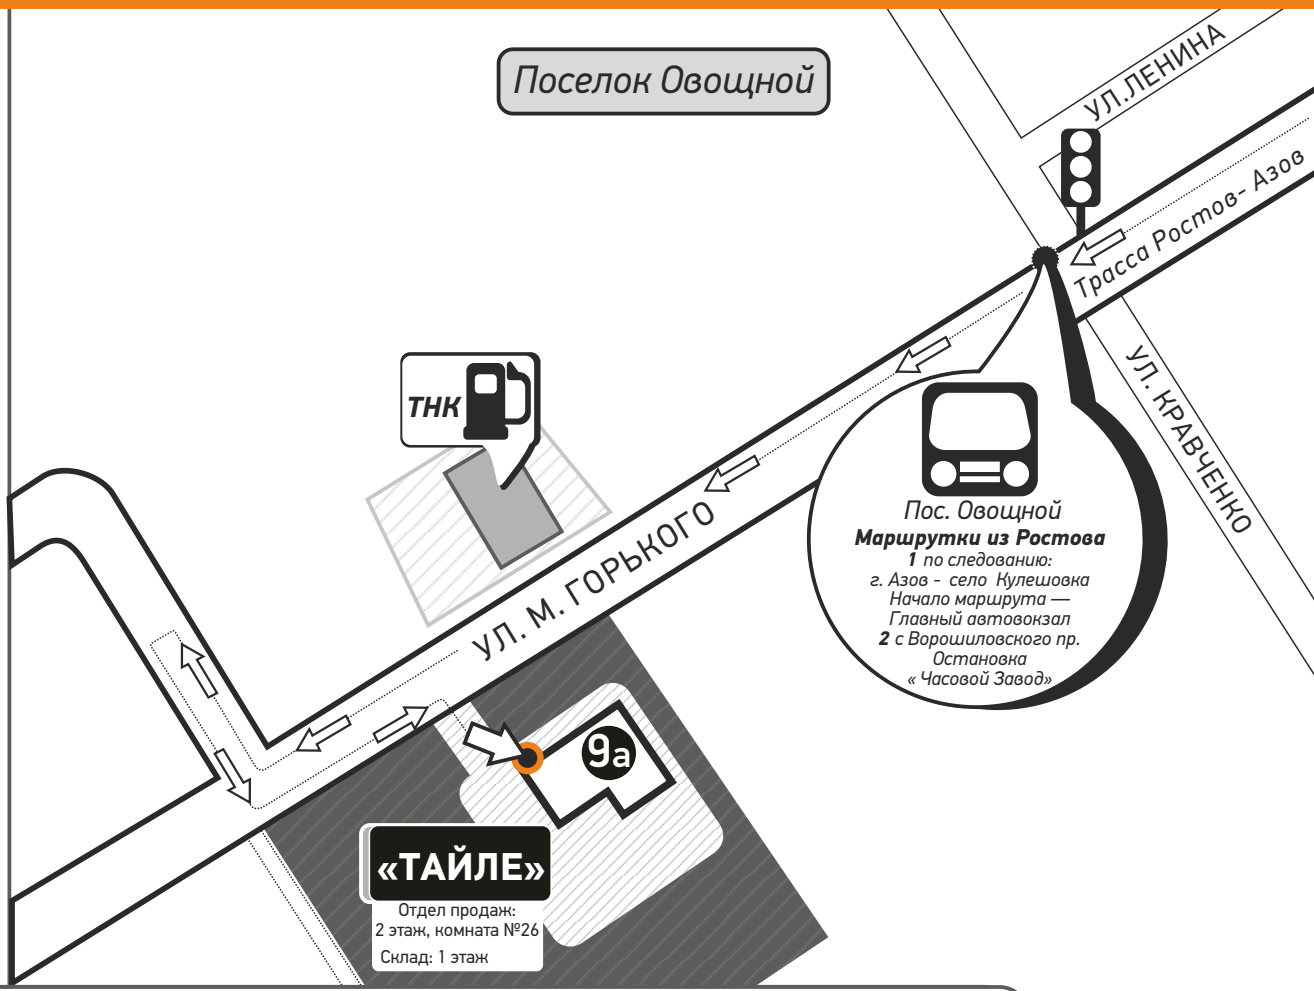 Поселок Овощной
УЛ.ЛЕНИНА
Трасса Ростов- Азов
УЛ. КРАВЧЕНКО
ТНК
УЛ. М. ГОРЬКОГО
Пос. Овощной
Маршрутки из Ростова
1 по следованию:
г. Азов - село Кулешовка
Начало маршрута —
Главный автовокзал
2 с Ворошиловского пр.
Остановка
« Часовой Завод»
9а
«ТАЙЛЕ»
Отдел продаж:
2 этаж, комната №26
Склад: 1 этаж